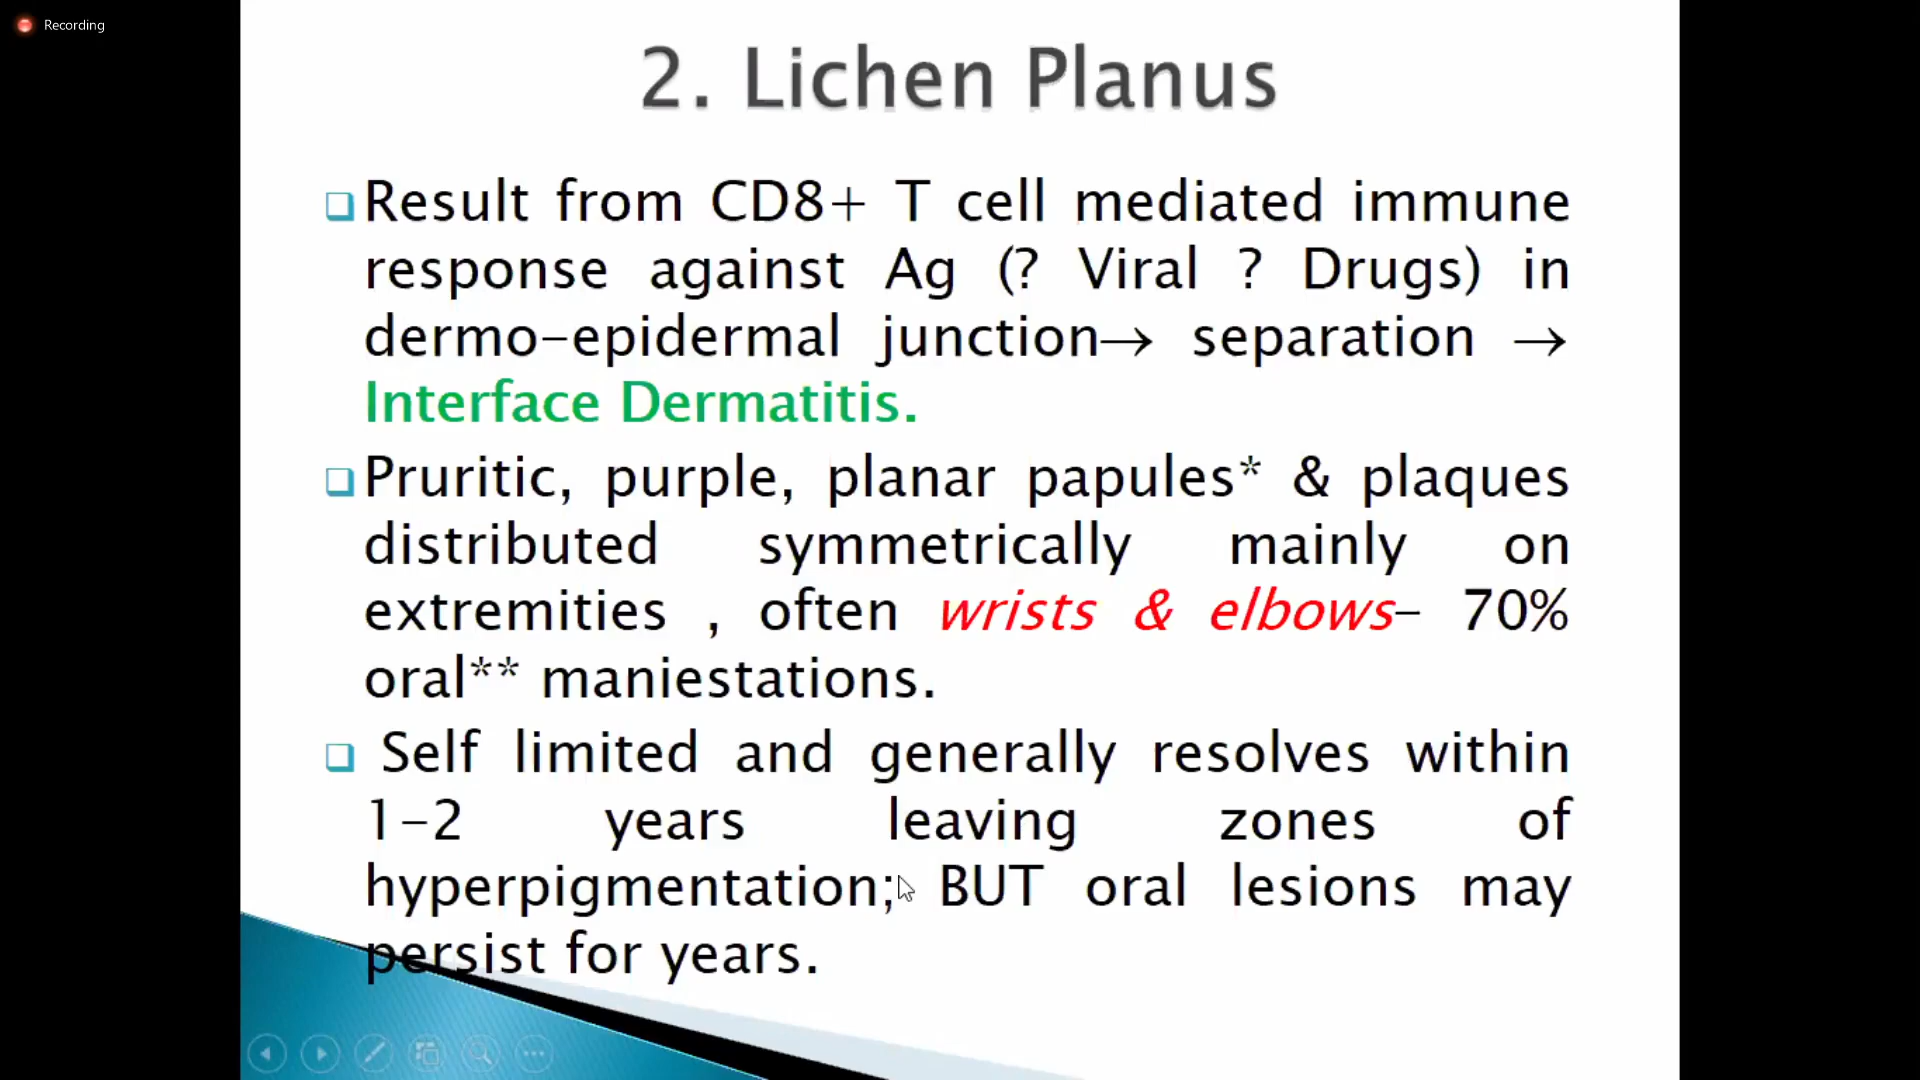 Recording
2. Lichen Planus
Result from CD8+ T cell mediated immune
response against Ag (? Viral ? Drugs) in
dermo-epidermal junction→ separation →
Interface Dermatitis.
Pruritic, purple, planar papules* & plaques
distributed symmetrically mainly on
extremities , often wrists & elbows- 70%
oral** maniestations.
Self limited and generally resolves within
1-2 years leaving zones of
hyperpigmentation; BUT oral lesions may
persist for years.